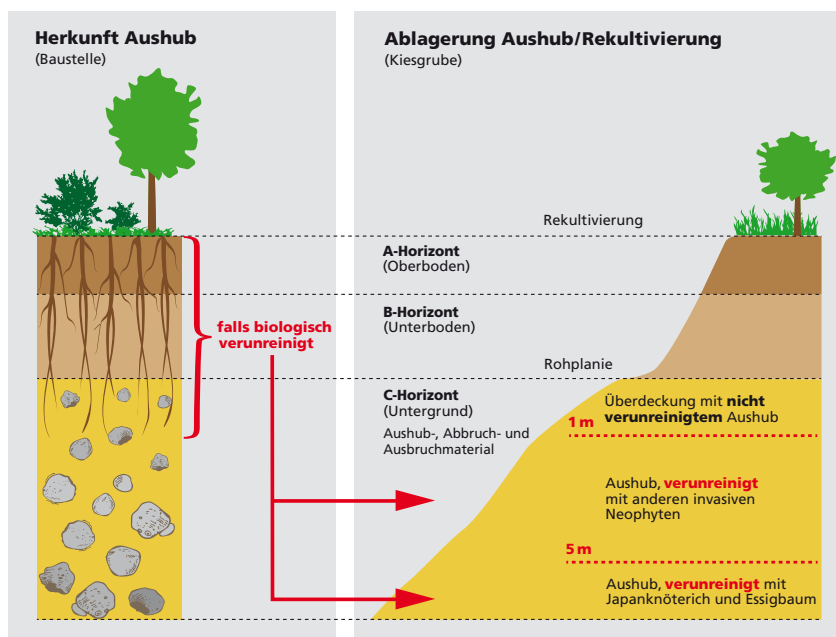 Herkunft Aushub
(Baustelle)
falls biologisch
verunreinigt
Ablagerung Aushub/Rekultivierung
(Kiesgrube)
Rekultivierung
A-Horizont
(Oberboden)
B-Horizont
(Unterboden)
Rohplanie
C-Horizont
(Untergrund)
Aushub-, Abbruch- und
Ausbruchmaterial
Überdeckung mit nicht
verunreinigtem Aushub
1 m
Aushub, verunreinigt
mit anderen invasiven
Neophyten
5 m
Aushub, verunreinigt mit
Japanknöterich und Essigbaum